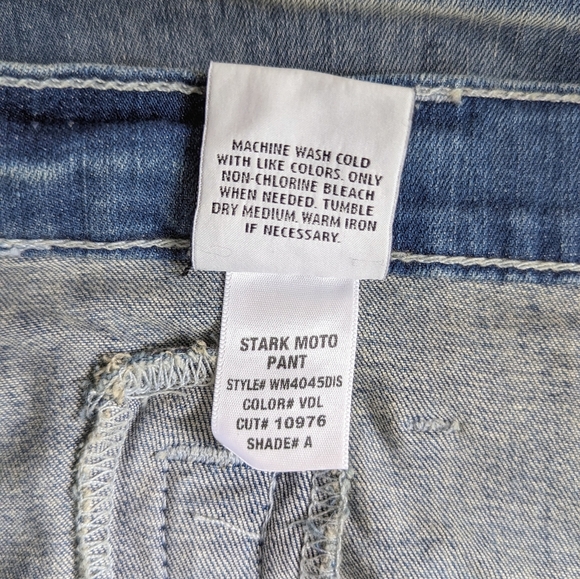 MACHINE WASH COLD
WITH LIKE COLORS. ONLY
NON-CHLORINE BLEACH
WHEN NEEDED. TUMBLE
DRY MEDIUM. WARM IRON
IF NECESSARY.
STARK MOTO
PANT
STYLE# WM4045DIS
COLOR# VDL
CUT# 10976
SHADE# A